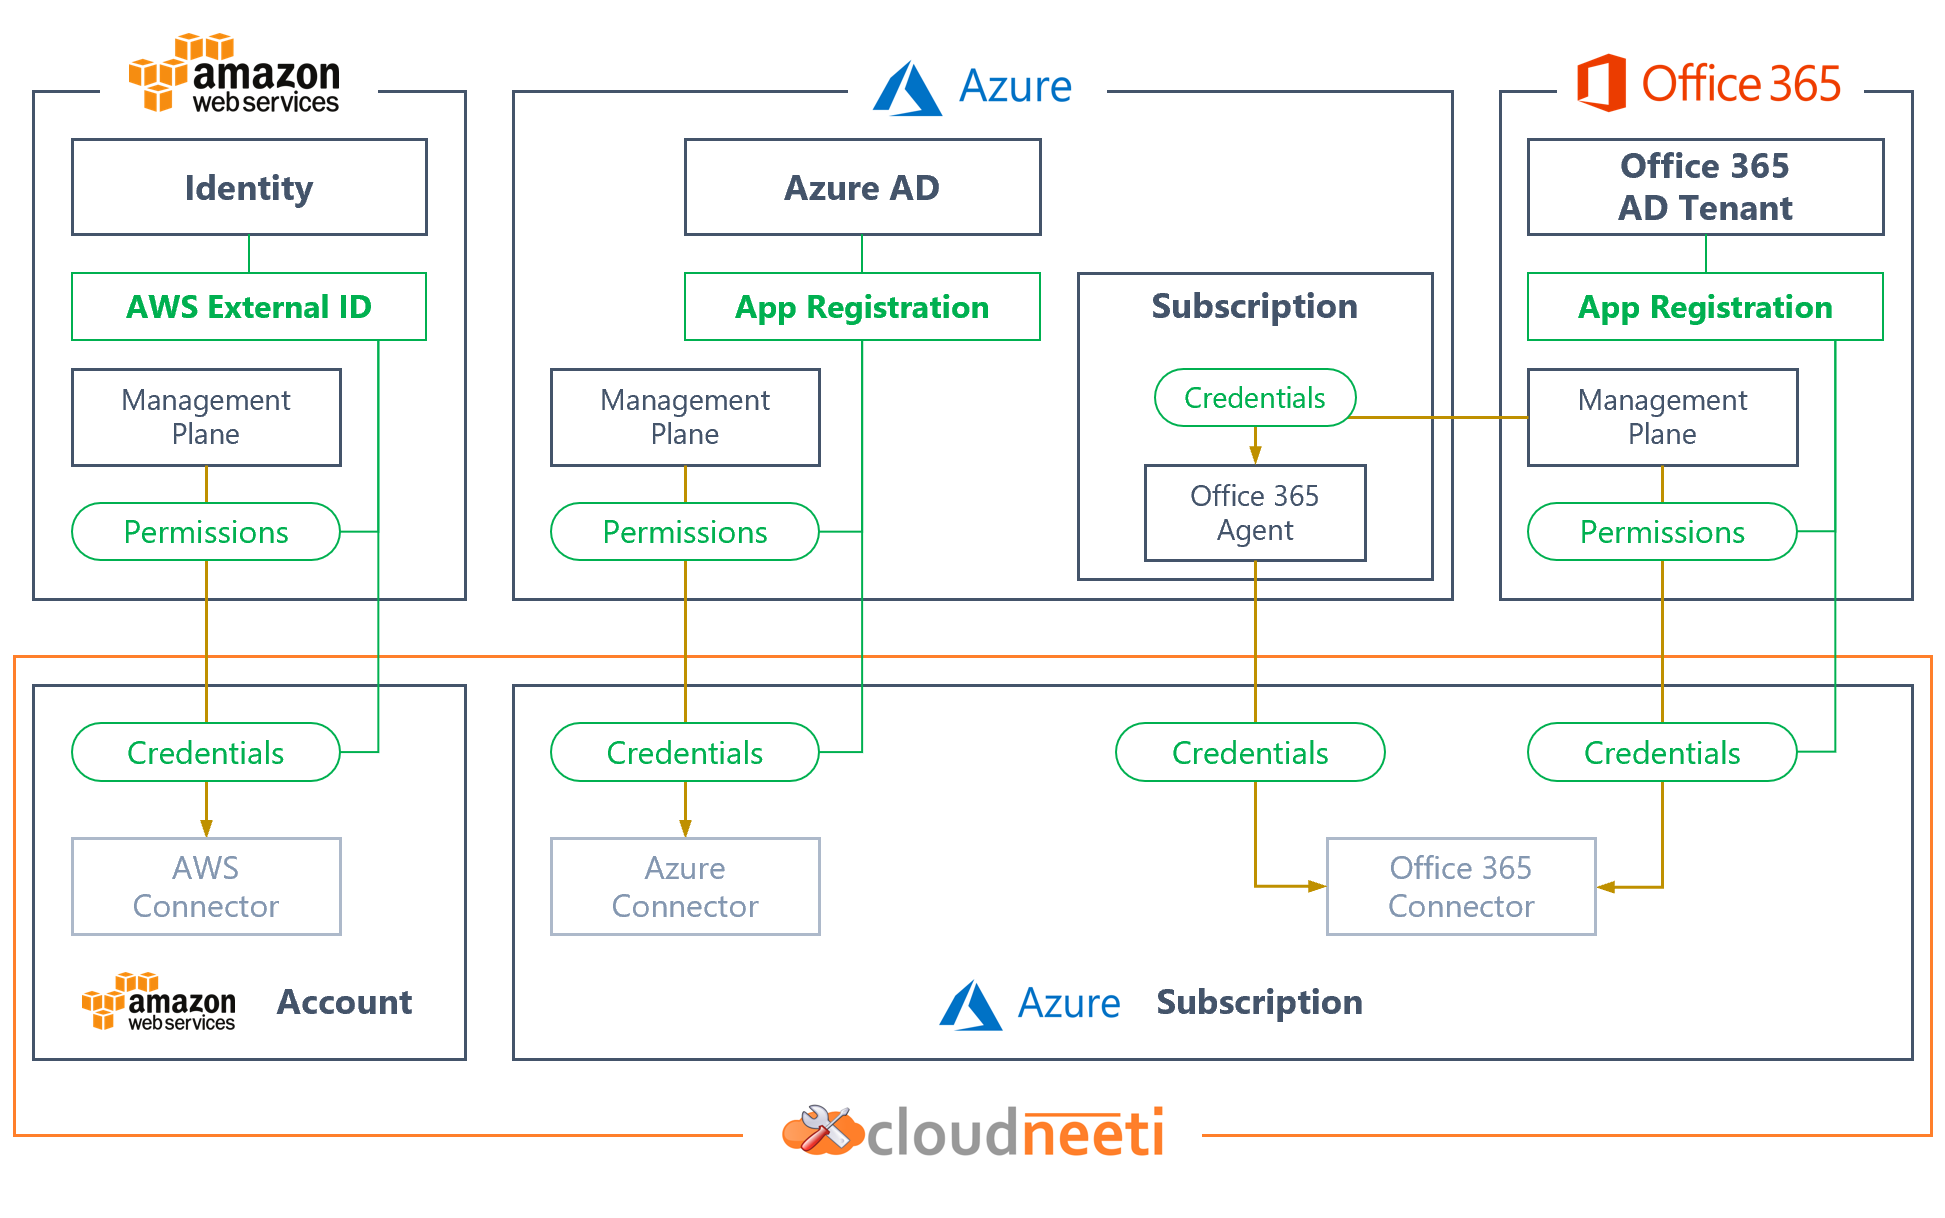 amazon
web services
Azure
Office 365
Identity
Azure AD
Office 365
AD Tenant
AWS External ID
App Registration
Subscription
App Registration
Management
Plane
Management
Plane
Credentials
Management
Plane
Office 365
Agent
Permissions
Permissions
Permissions
Credentials
Credentials
Credentials
Credentials
AWS
Connector
Azure
Connector
Office 365
Connector
amazon
web services
Account
Azure
Subscription
cloudneeti